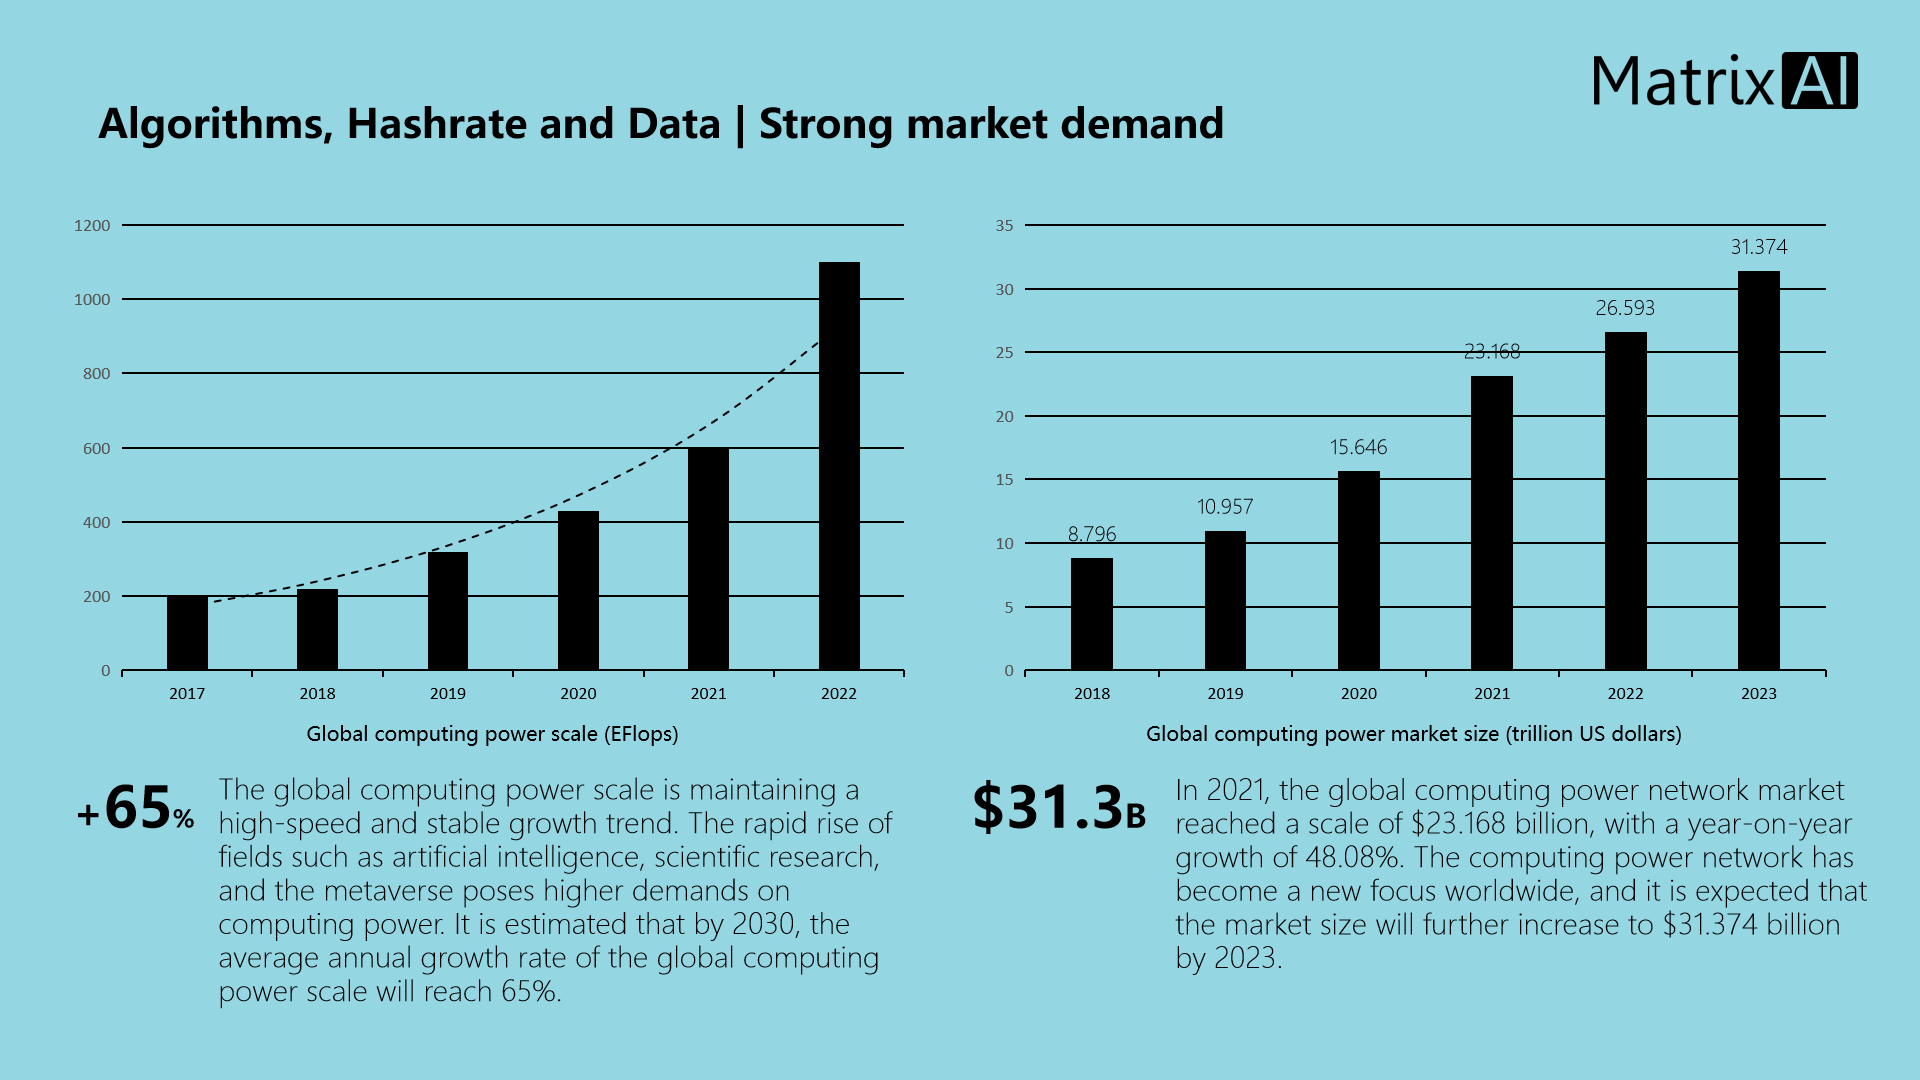 MatrixAI
Algorithms, Hashrate and Data | Strong market demand
1200
1000
800
600
400
200
0
2017 2018 2019 2020 2021 2022
Global computing power scale (EFlops)
35
30
25
20
15
10
5
0
8.796
10.957
15.646
23.168
26.593
31.374
2018 2019 2020 2021 2022 2023
Global computing power market size (trillion US dollars)
+65%
The global computing power scale is maintaining a
high-speed and stable growth trend. The rapid rise of
fields such as artificial intelligence, scientific research,
and the metaverse poses higher demands on
computing power. It is estimated that by 2030, the
average annual growth rate of the global computing
power scale will reach 65%.
$31.3B
In 2021, the global computing power network market
reached a scale of $23.168 billion, with a year-on-year
growth of 48.08%. The computing power network has
become a new focus worldwide, and it is expected that
the market size will further increase to $31.374 billion
by 2023.